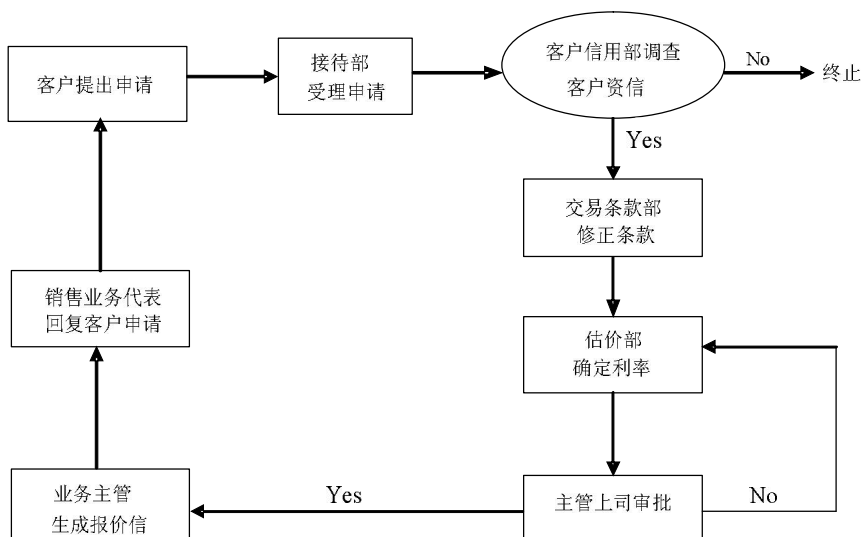 客户提出申请
接待部
受理申请
客户信用部调查
客户资信
No
终止
Yes
交易条款部
修正条款
估价部
确定利率
主管上司审批
No
Yes
业务主管
生成报价信
销售业务代表
回复客户申请